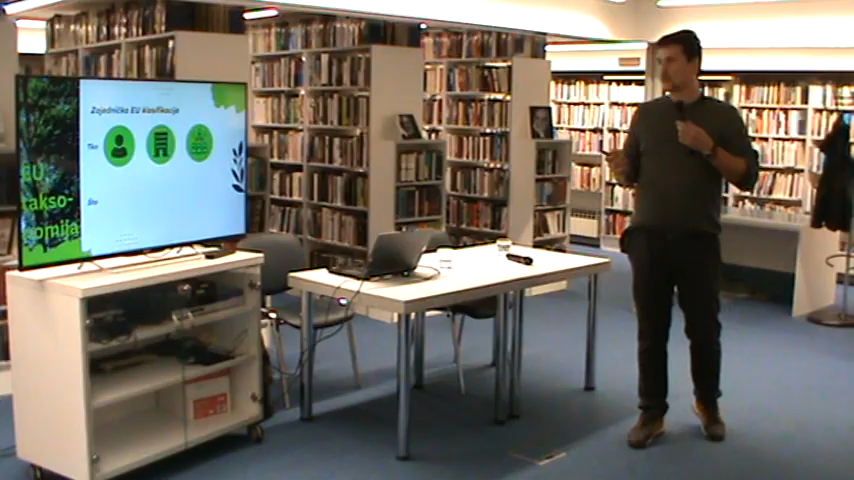 Zajednička EU klasifikacija
Tko
Što
EU
takso-
nomija